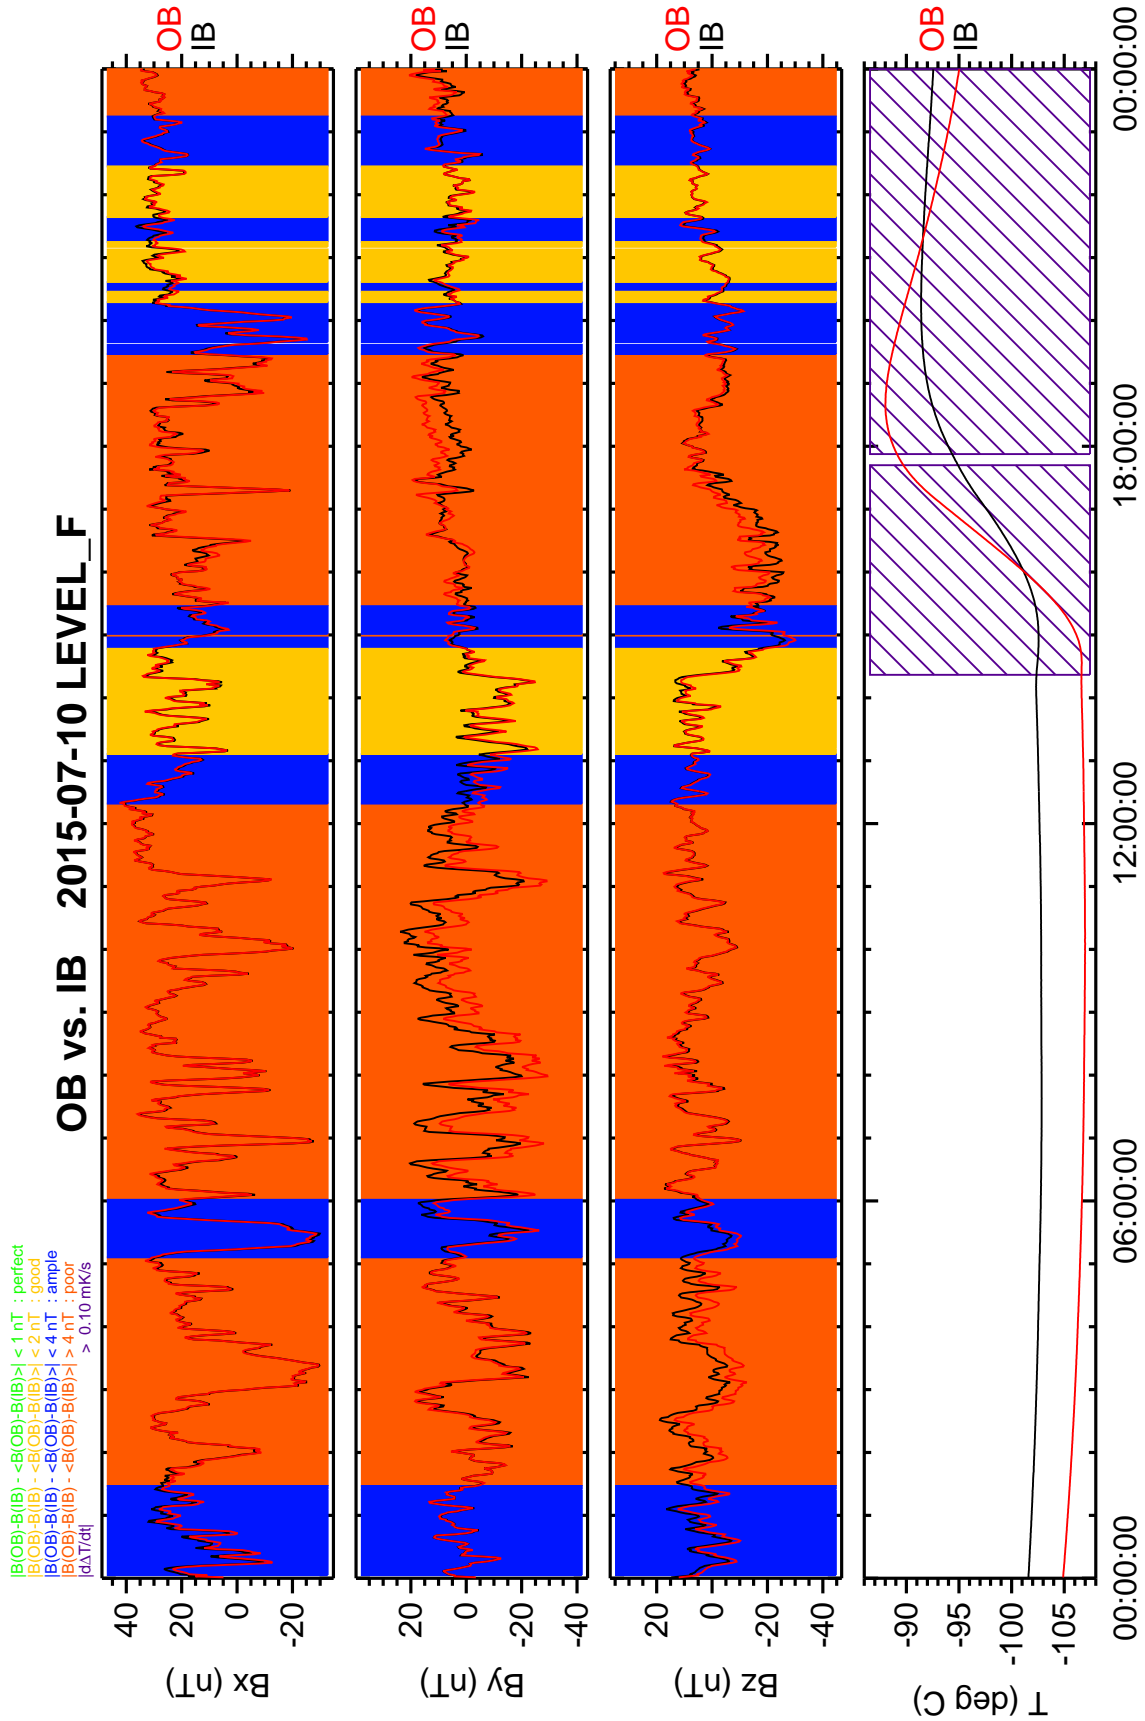 |B(OB)-B(IB) - <B(OB)-B(IB)>| < 1 nT : perfect
|B(OB)-B(IB) - <B(OB)-B(IB)>| < 2 nT : good
|B(OB)-B(IB) - <B(OB)-B(IB)>| < 4 nT : ample
|B(OB)-B(IB) - <B(OB)-B(IB)>| > 4 nT : poor
|dΔT/dt| > 0.10 mK/s
OB vs. IB 2015-07-10 LEVEL_F
Bx (nT)
40
20
0
-20
OB
IB
By (nT)
20
0
-20
-40
OB
IB
Bz (nT)
20
0
-20
-40
OB
IB
T (deg C)
-90
-95
-100
-105
OB
IB
00:00:00 06:00:00 12:00:00 18:00:00 00:00:00